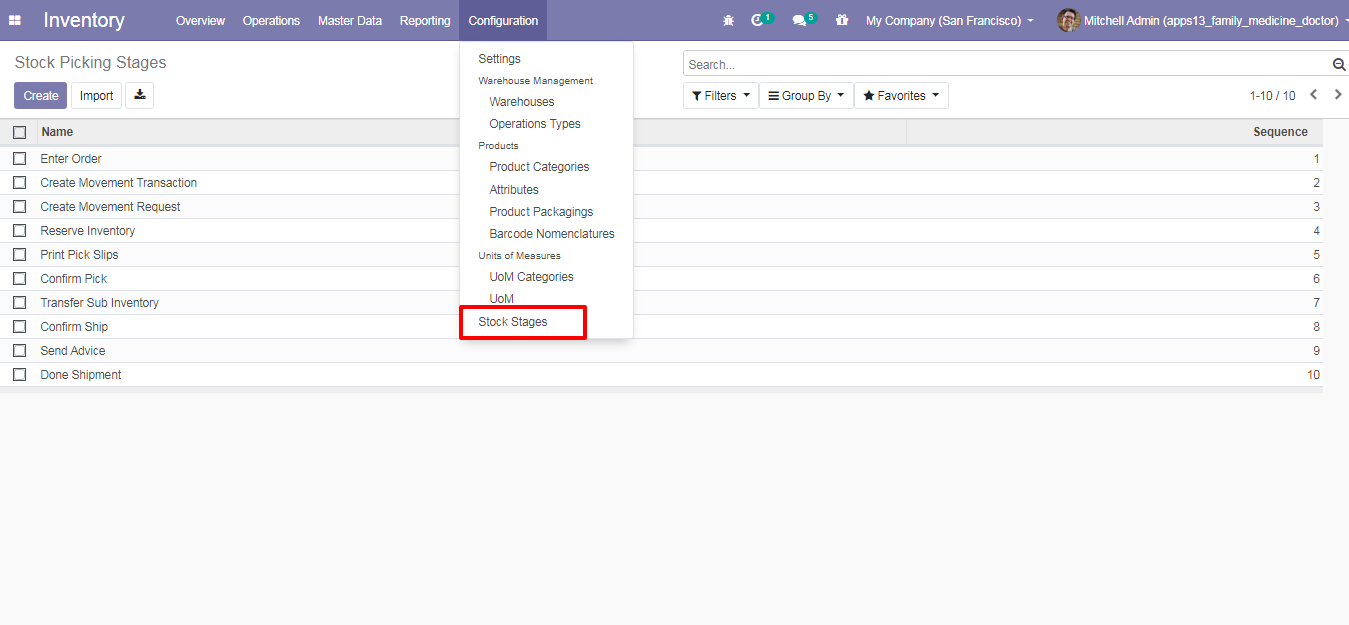 Inventory Overview Operations Master Data Reporting Configuration 1 5 My Company (San Francisco) Mitchell Admin (apps13_family_medicine_doctor)
Stock Picking Stages
Search...
Create Import
Filters Group By Favorites 1-10 / 10
Settings
Warehouse Management
Warehouses
Operations Types
Products
Product Categories
Attributes
Product Packagings
Barcode Nomenclatures
Units of Measures
UoM Categories
UoM
Stock Stages
Name Sequence
Enter Order 1
Create Movement Transaction 2
Create Movement Request 3
Reserve Inventory 4
Print Pick Slips 5
Confirm Pick 6
Transfer Sub Inventory 7
Confirm Ship 8
Send Advice 9
Done Shipment 10